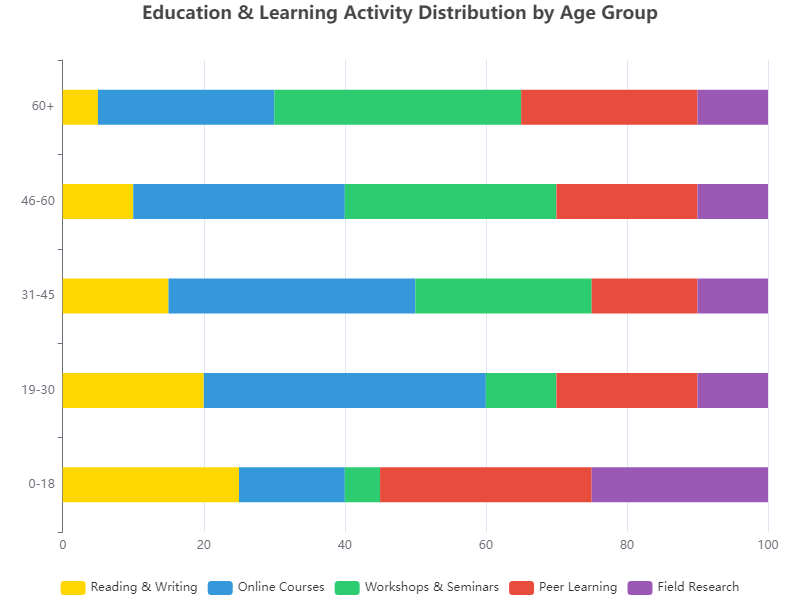 Education & Learning Activity Distribution by Age Group
60+
46-60
31-45
19-30
0-18
0 20 40 60 80 100
Reading & Writing Online Courses Workshops & Seminars Peer Learning Field Research